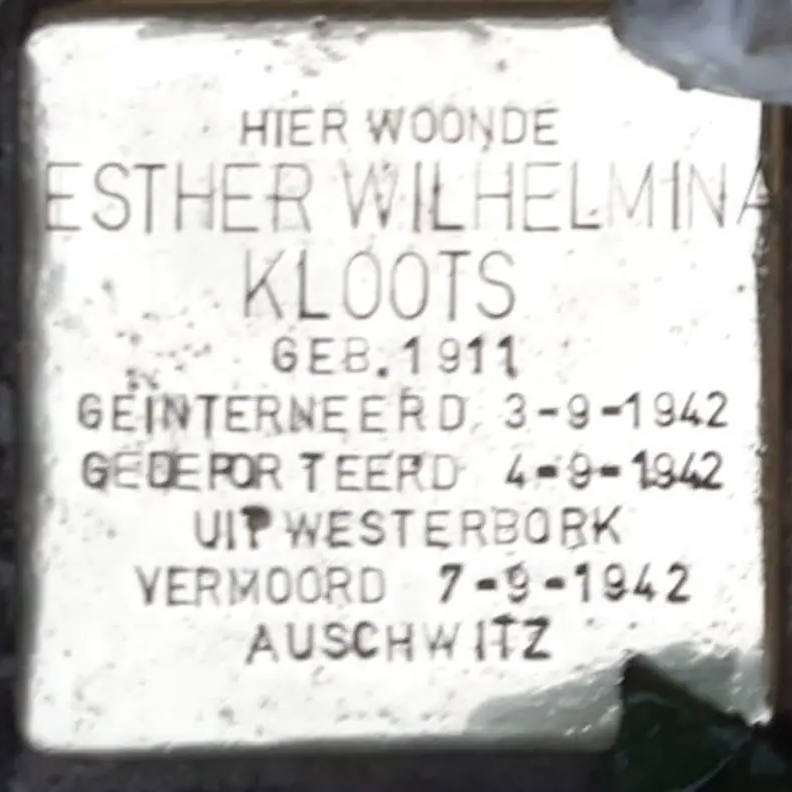 HIER WOONDE
ESTHER WILHELMINA
KLOOTS
GEB. 1911
GEINTERNEERD 3-9-1942
GEDEPORTEERD 4-9-1942
UIT WESTERBORK
VERMOORD 7-9-1942
AUSCHWITZ